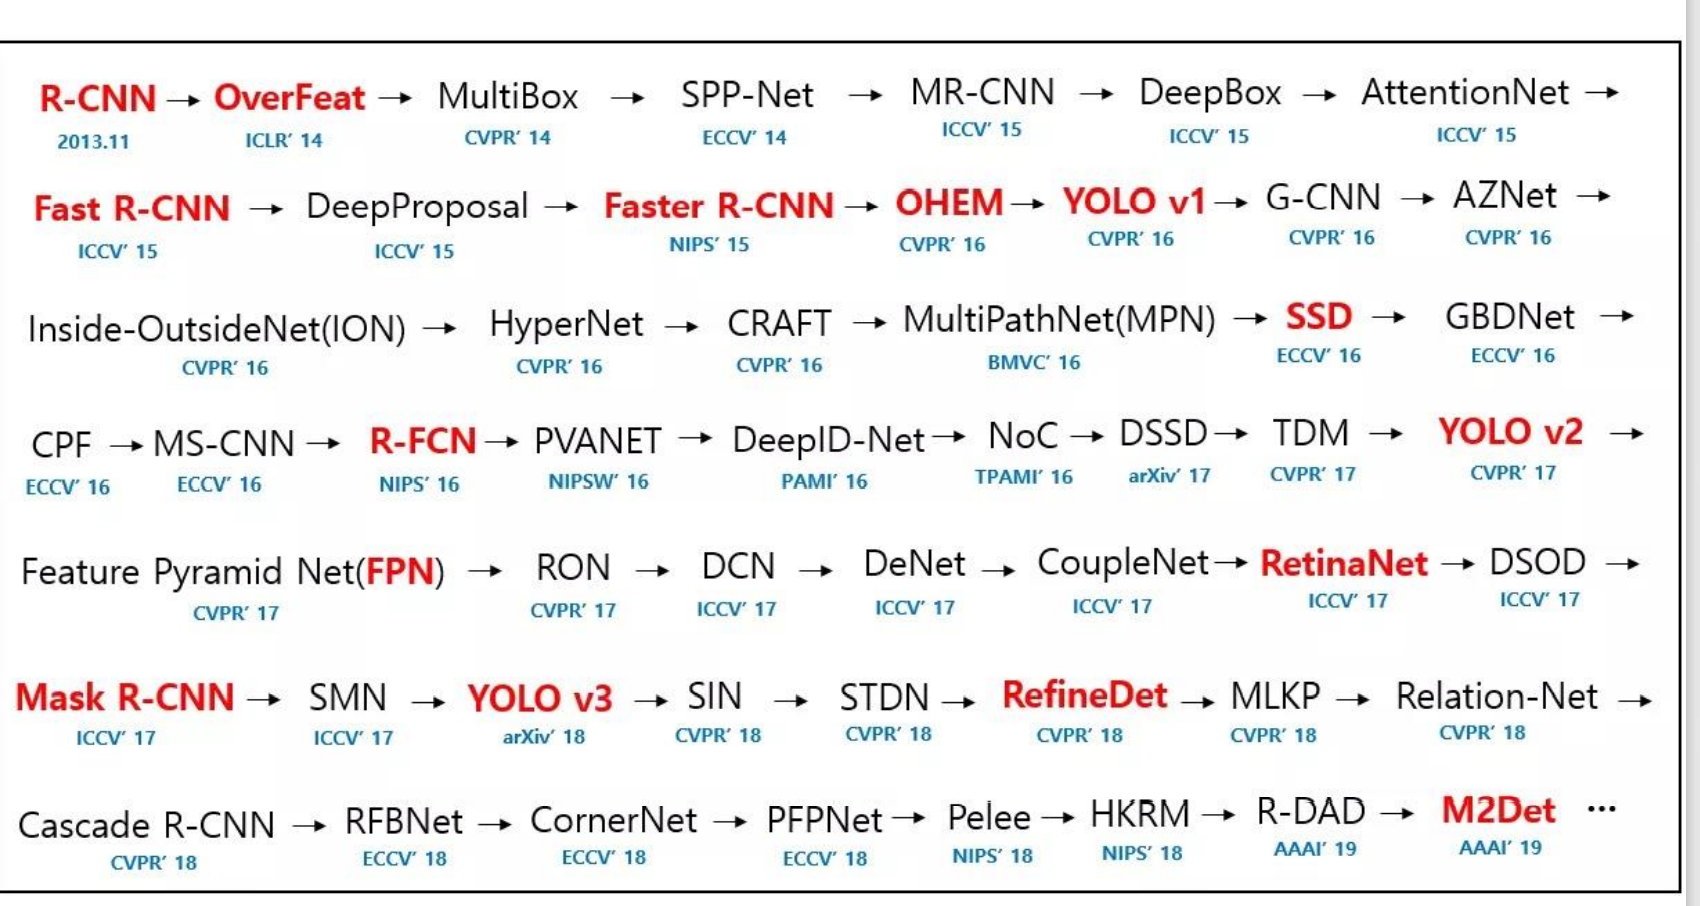 R-CNN → OverFeat → MultiBox → SPP-Net → MR-CNN → DeepBox → AttentionNet →
2013.11 ICLR' 14 CVPR' 14 ECCV' 14 ICCV' 15 ICCV' 15 ICCV' 15
Fast R-CNN → DeepProposal → Faster R-CNN → OHEM → YOLO v1 → G-CNN → AZNet →
ICCV' 15 ICCV' 15 NIPS' 15 CVPR' 16 CVPR' 16 CVPR' 16 CVPR' 16
Inside-OutsideNet(ION) → HyperNet → CRAFT → MultiPathNet(MPN) → SSD → GBDNet →
CVPR' 16 CVPR' 16 CVPR' 16 BMVC' 16 ECCV' 16 ECCV' 16
CPF → MS-CNN → R-FCN → PVANET → DeepID-Net → NoC → DSSD → TDM → YOLO v2 →
ECCV' 16 ECCV' 16 NIPS' 16 NIPSW' 16 PAMI' 16 TPAMI' 16 arXiv' 17 CVPR' 17 CVPR' 17
Feature Pyramid Net(FPN) → RON → DCN → DeNet → CoupleNet → RetinaNet → DSOD →
CVPR' 17 CVPR' 17 ICCV' 17 ICCV' 17 ICCV' 17 ICCV' 17 ICCV' 17
Mask R-CNN → SMN → YOLO v3 → SIN → STDN → RefineDet → MLKP → Relation-Net →
ICCV' 17 ICCV' 17 arXiv' 18 CVPR' 18 CVPR' 18 CVPR' 18 CVPR' 18 CVPR' 18
Cascade R-CNN → RFBNet → CornerNet → PFPNet → Pelee → HKRM → R-DAD → M2Det ···
CVPR' 18 ECCV' 18 ECCV' 18 ECCV' 18 NIPS' 18 NIPS' 18 AAAI' 19 AAAI' 19